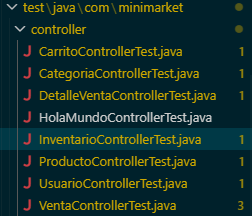 test\java\com\minimarket
controller
J CarritoControllerTest.java 1
J CategoriaControllerTest.java 1
J DetalleVentaControllerTest.java 1
J HolaMundoControllerTest.java
J InventarioControllerTest.java 1
J ProductoControllerTest.java 1
J UsuarioControllerTest.java 1
J VentaControllerTest.java 3